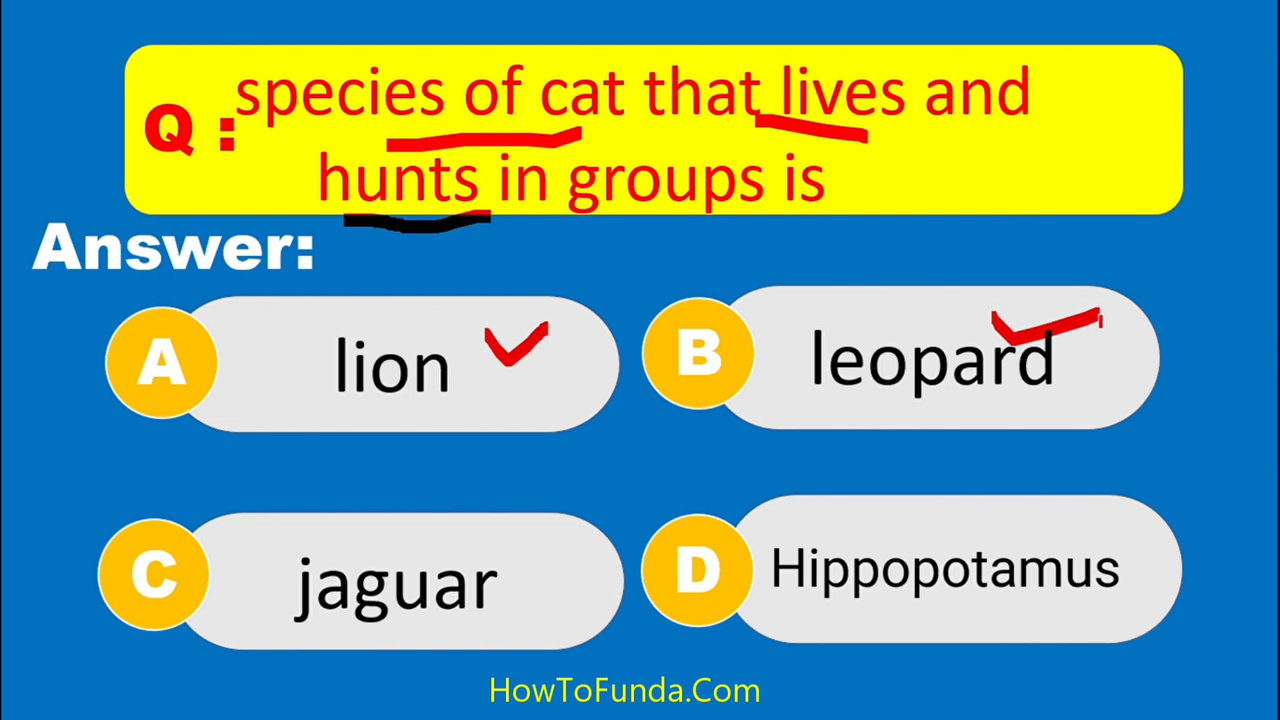 Q : species of cat that lives and
hunts in groups is
Answer:
A lion
B leopard
C jaguar
D Hippopotamus
HowToFunda.Com